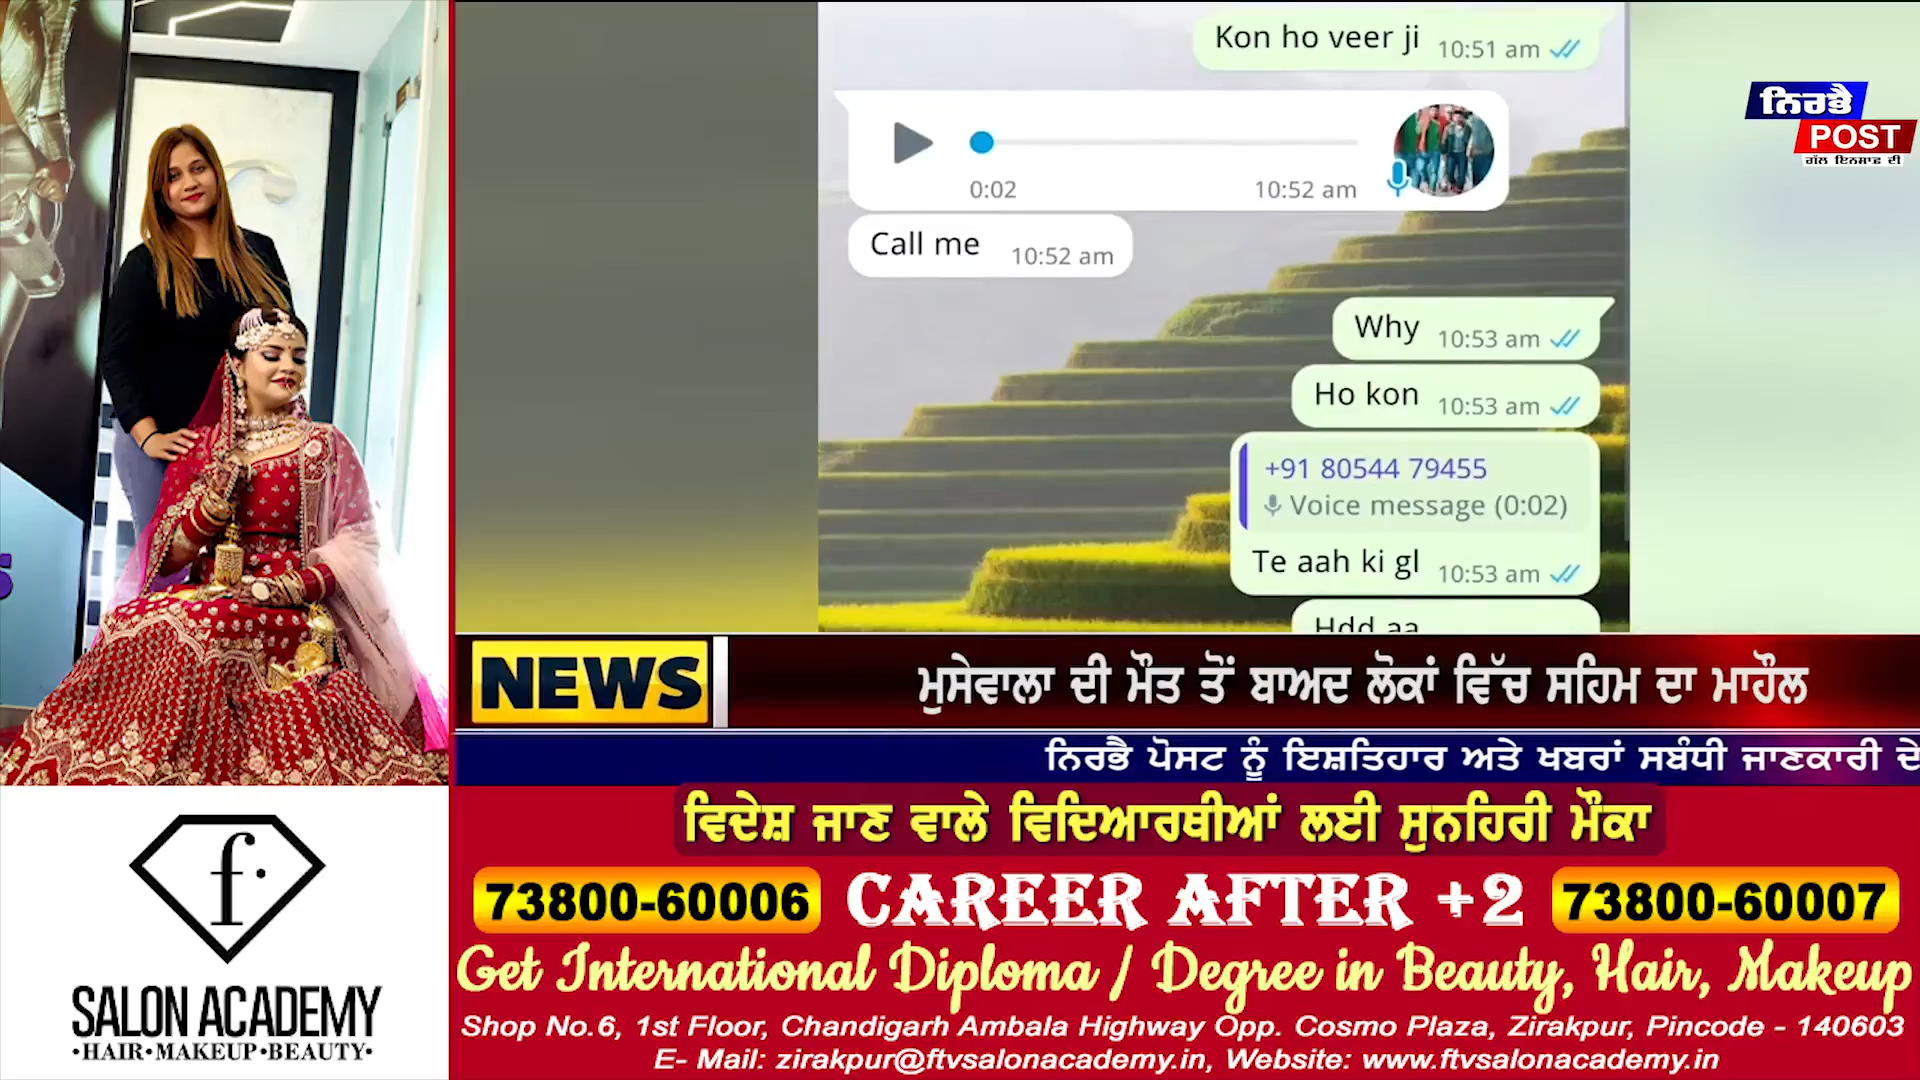 Kon ho veer ji 10:51 am
0:02 10:52 am
Call me 10:52 am
Why 10:53 am
Ho kon 10:53 am
+91 80544 79455
Voice message (0:02)
Te aah ki gl 10:53 am
Hdd aa
ਨਿਰਭੈ
POST
ਗੱਲ ਇਨਸਾਫ਼ ਦੀ
NEWS
ਮੁਸੇਵਾਲਾ ਦੀ ਮੌਤ ਤੋਂ ਬਾਅਦ ਲੋਕਾਂ ਵਿੱਚ ਸਹਿਮ ਦਾ ਮਾਹੌਲ
ਨਿਰਭੈ ਪੋਸਟ ਨੂੰ ਇਸ਼ਤਿਹਾਰ ਅਤੇ ਖਬਰਾਂ ਸਬੰਧੀ ਜਾਣਕਾਰੀ ਦੇ
ਵਿਦੇਸ਼ ਜਾਣ ਵਾਲੇ ਵਿਦਿਆਰਥੀਆਂ ਲਈ ਸੁਨਹਿਰੀ ਮੌਕਾ
73800-60006 CAREER AFTER +2 73800-60007
Get International Diploma / Degree in Beauty, Hair, Makeup
Shop No.6, 1st Floor, Chandigarh Ambala Highway Opp. Cosmo Plaza, Zirakpur, Pincode - 140603
E- Mail: zirakpur@ftvsalonacademy.in, Website: www.ftvsalonacademy.in
f.
SALON ACADEMY
•HAIR•MAKEUP•BEAUTY•